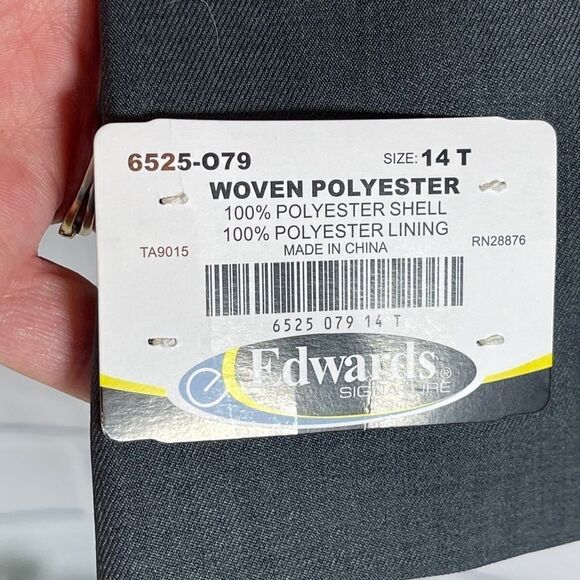 6525-O79 SIZE: 14 T
WOVEN POLYESTER
100% POLYESTER SHELL
100% POLYESTER LINING
TA9015 MADE IN CHINA RN28876
6525 079 14 T
e Edwards®
SIGNATURE